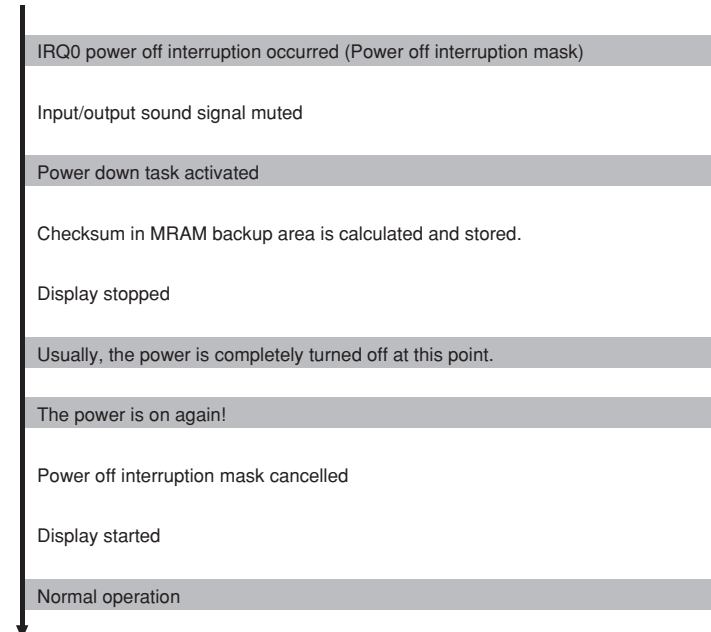 IRQ0 power off interruption occurred (Power off interruption mask)
Input/output sound signal muted
Power down task activated
Checksum in MRAM backup area is calculated and stored.
Display stopped
Usually, the power is completely turned off at this point.
The power is on again!
Power off interruption mask cancelled
Display started
Normal operation